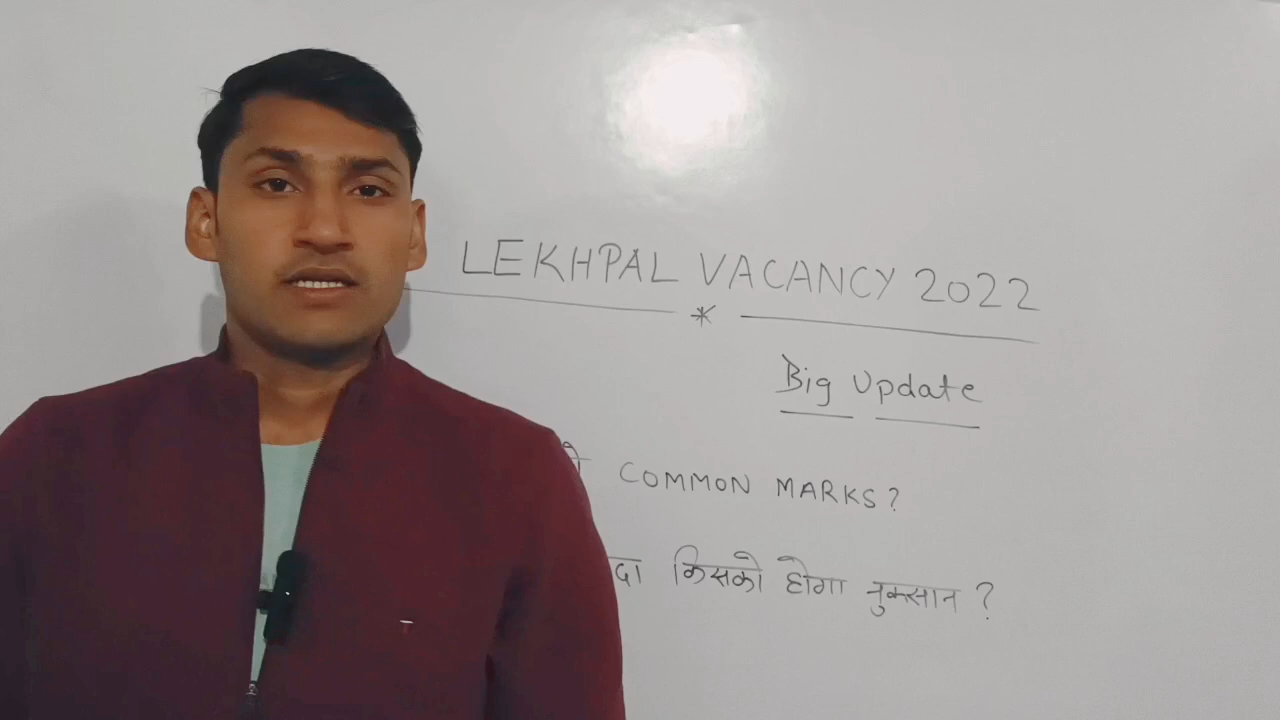 LEKHPAL VACANCY 2022
*
Big Update
COMMON MARKS?
किसको होगा नुकसान ?